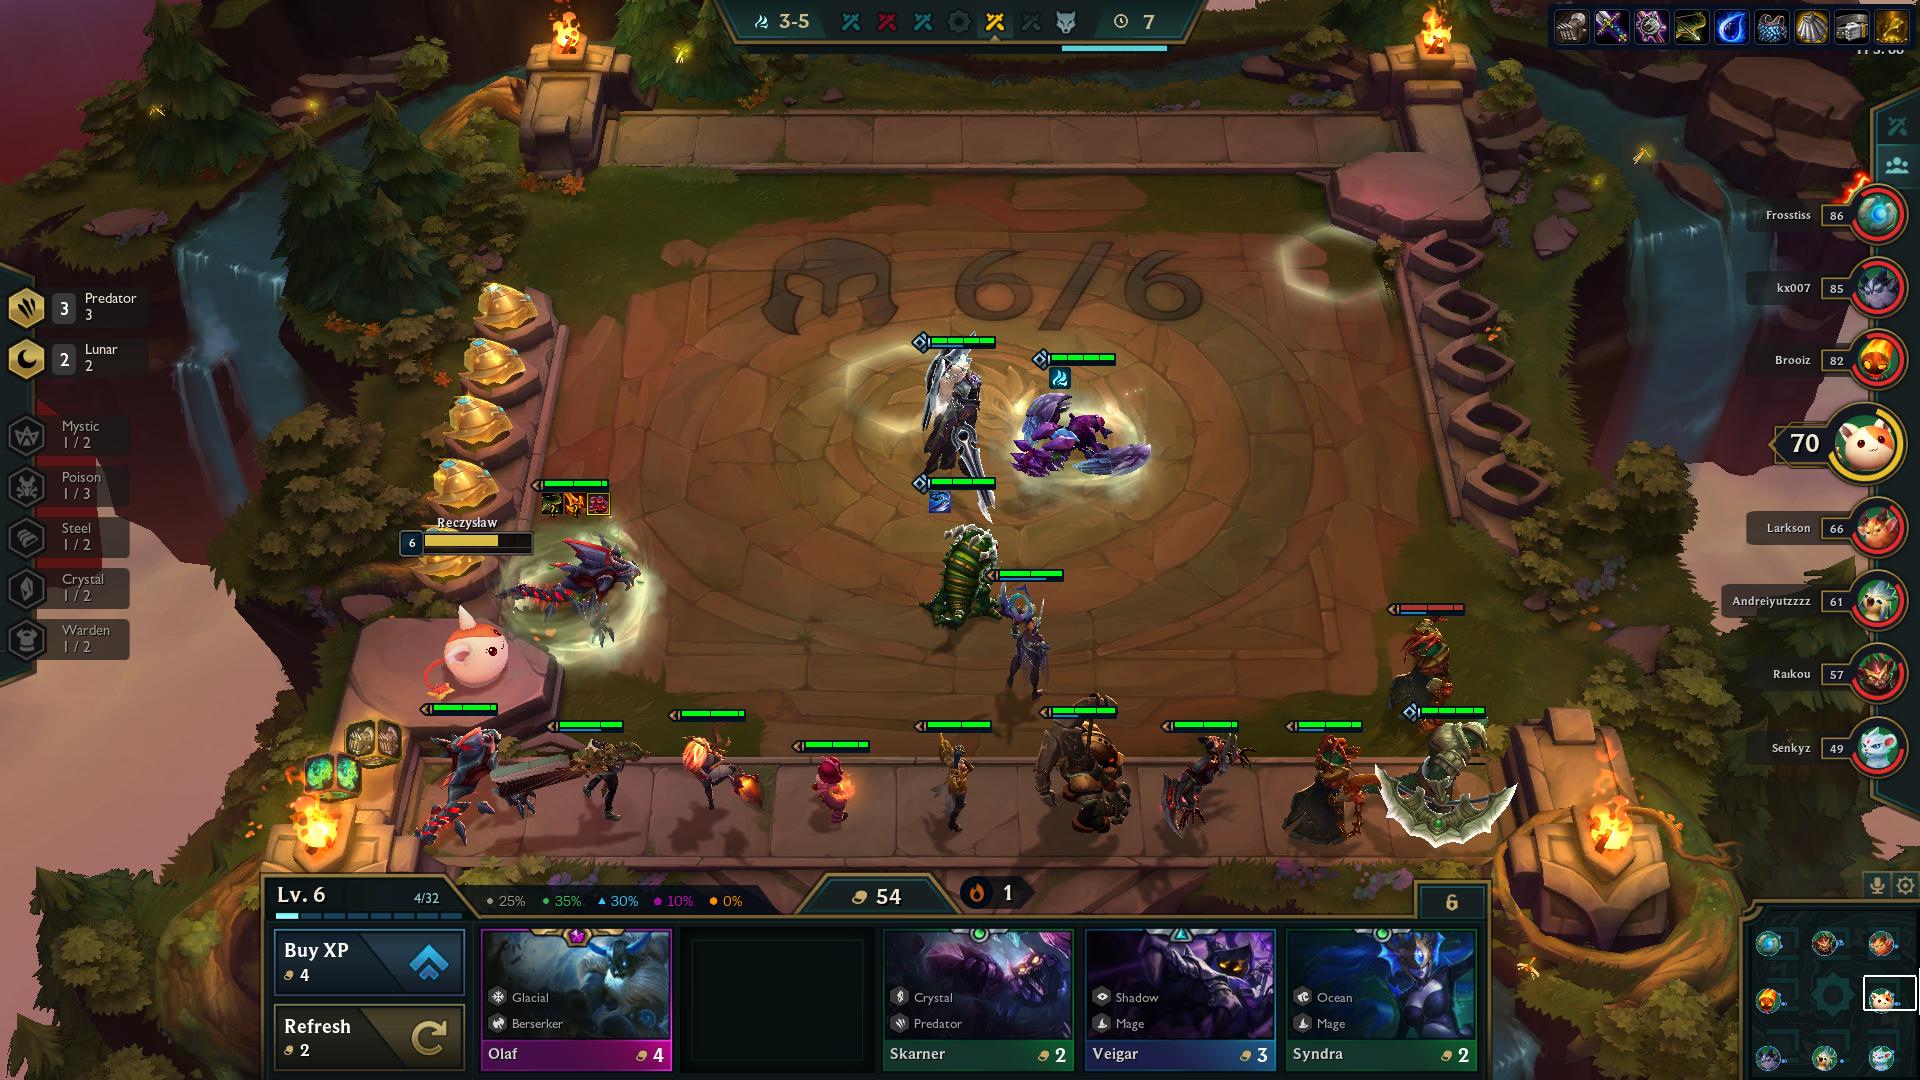 3-5
7
6/6
3
Predator
3
2
Lunar
2
Mystic
1 / 2
Poison
1 / 3
Steel
1 / 2
Crystal
1 / 2
Warden
1 / 2
Reczysław
6
Frosstiss
86
kx007
85
Brooiz
82
70
Larkson
66
Andreiyutzzzz
61
Raikou
57
Senkyz
49
Lv. 6
4/32
25%
35%
30%
10%
0%
54
1
6
Buy XP
4
Refresh
2
Glacial
Berserker
Olaf
4
Crystal
Predator
Skarner
2
Shadow
Mage
Veigar
3
Ocean
Mage
Syndra
2